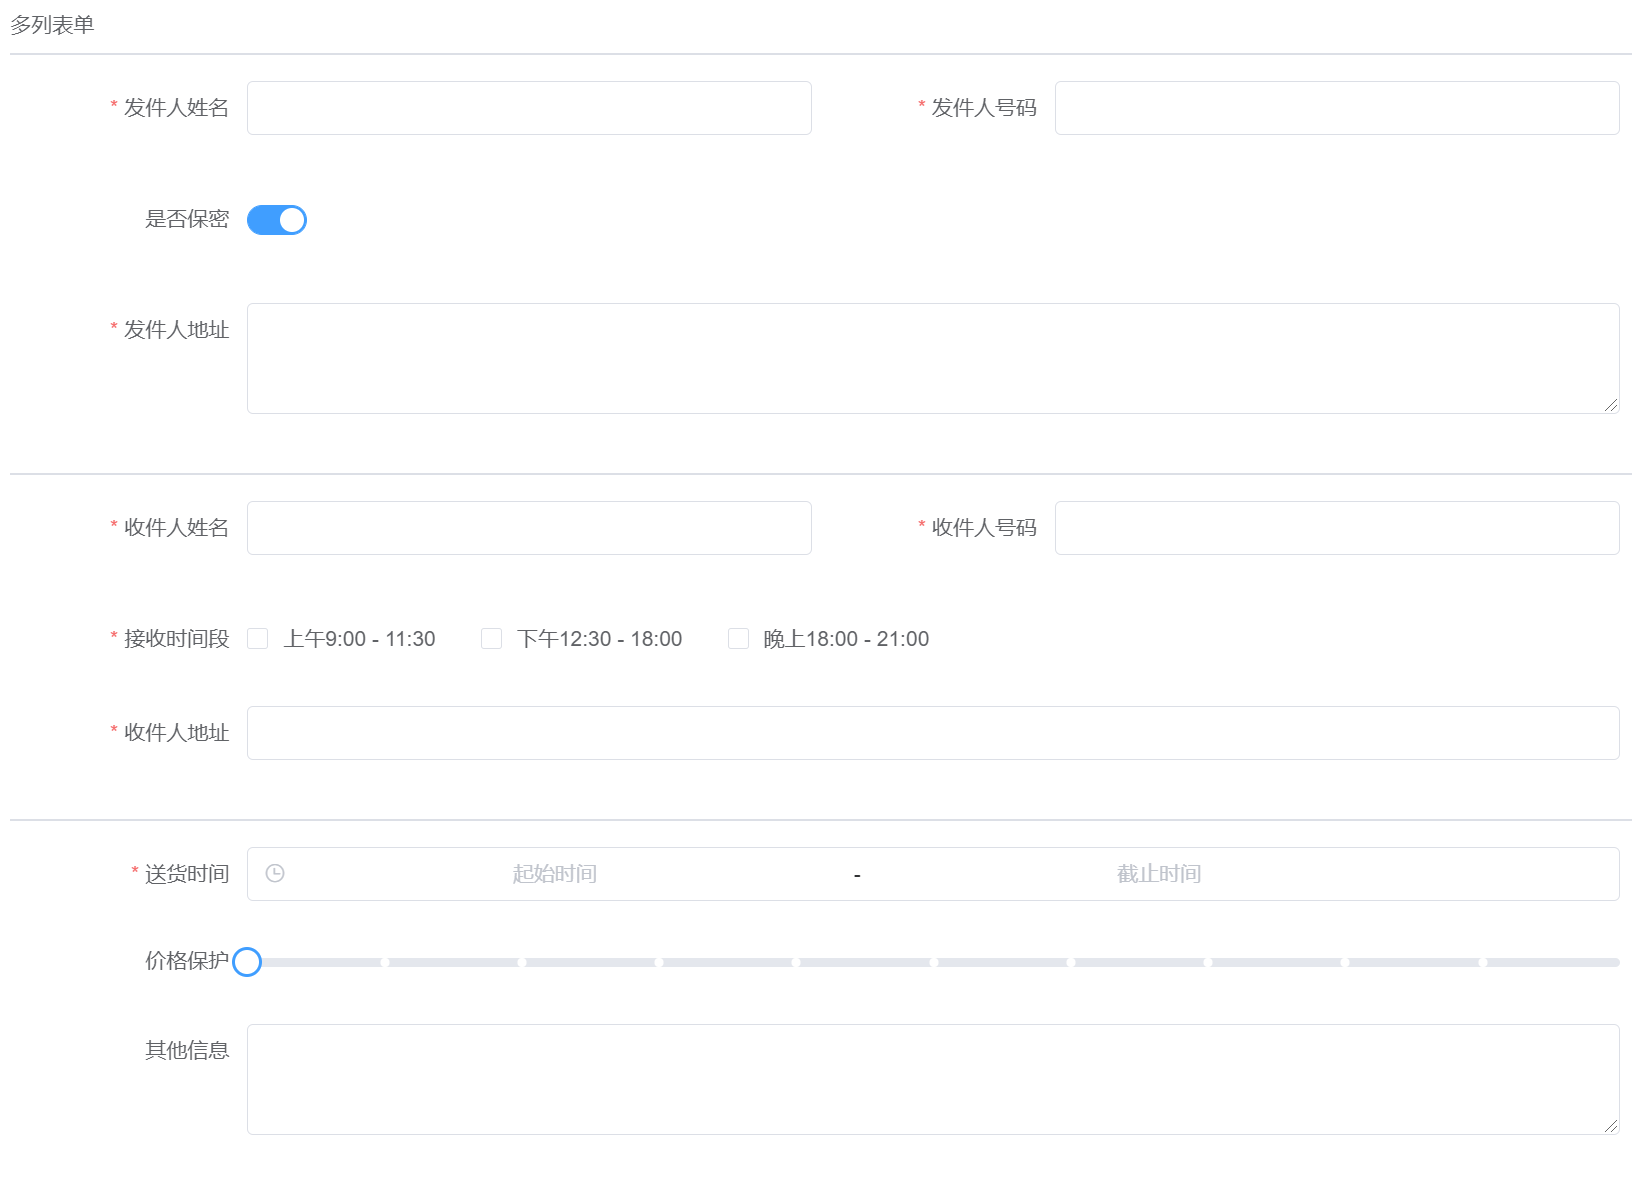 多列表单
* 发件人姓名
* 发件人号码
是否保密
* 发件人地址
* 收件人姓名
* 收件人号码
* 接收时间段 上午9:00 - 11:30 下午12:30 - 18:00 晚上18:00 - 21:00
* 收件人地址
* 送货时间 起始时间 - 截止时间
价格保护
其他信息